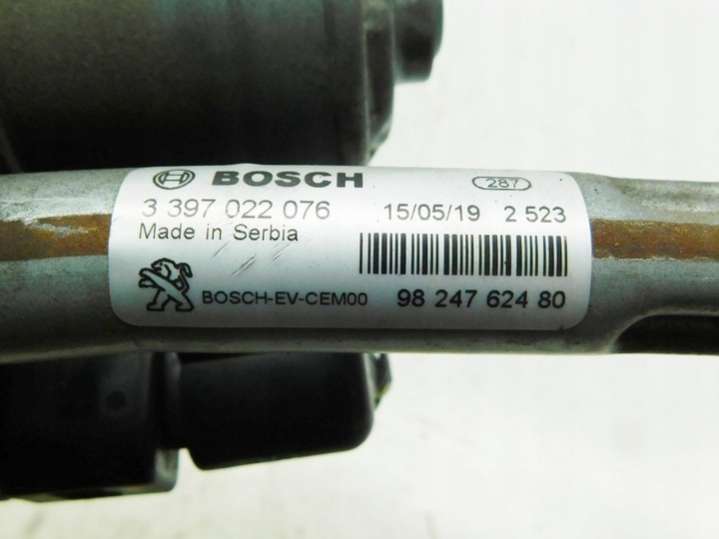 BOSCH 287
3 397 022 076 15/05/19 2 523
Made in Serbia
BOSCH-EV-CEM00 98 247 624 80